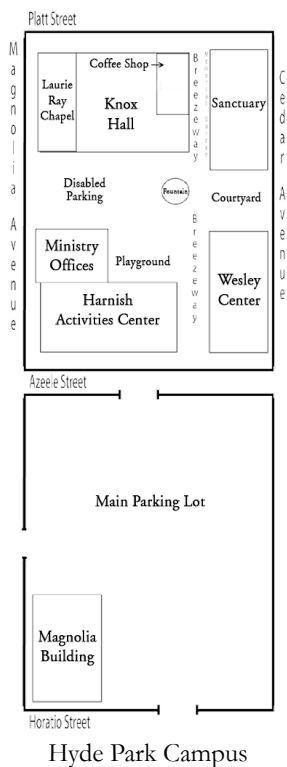 Platt Street
Magnolia Avenue
Cedar Avenue
Coffee Shop
Breezeway
Laurie
Ray
Chapel
Knox
Hall
Sanctuary
Disabled
Parking
Fountain
Courtyard
Breezeway
Ministry
Offices
Playground
Harnish
Activities Center
Wesley
Center
Azeele Street
Main Parking Lot
Magnolia
Building
Horatio Street
Hyde Park Campus